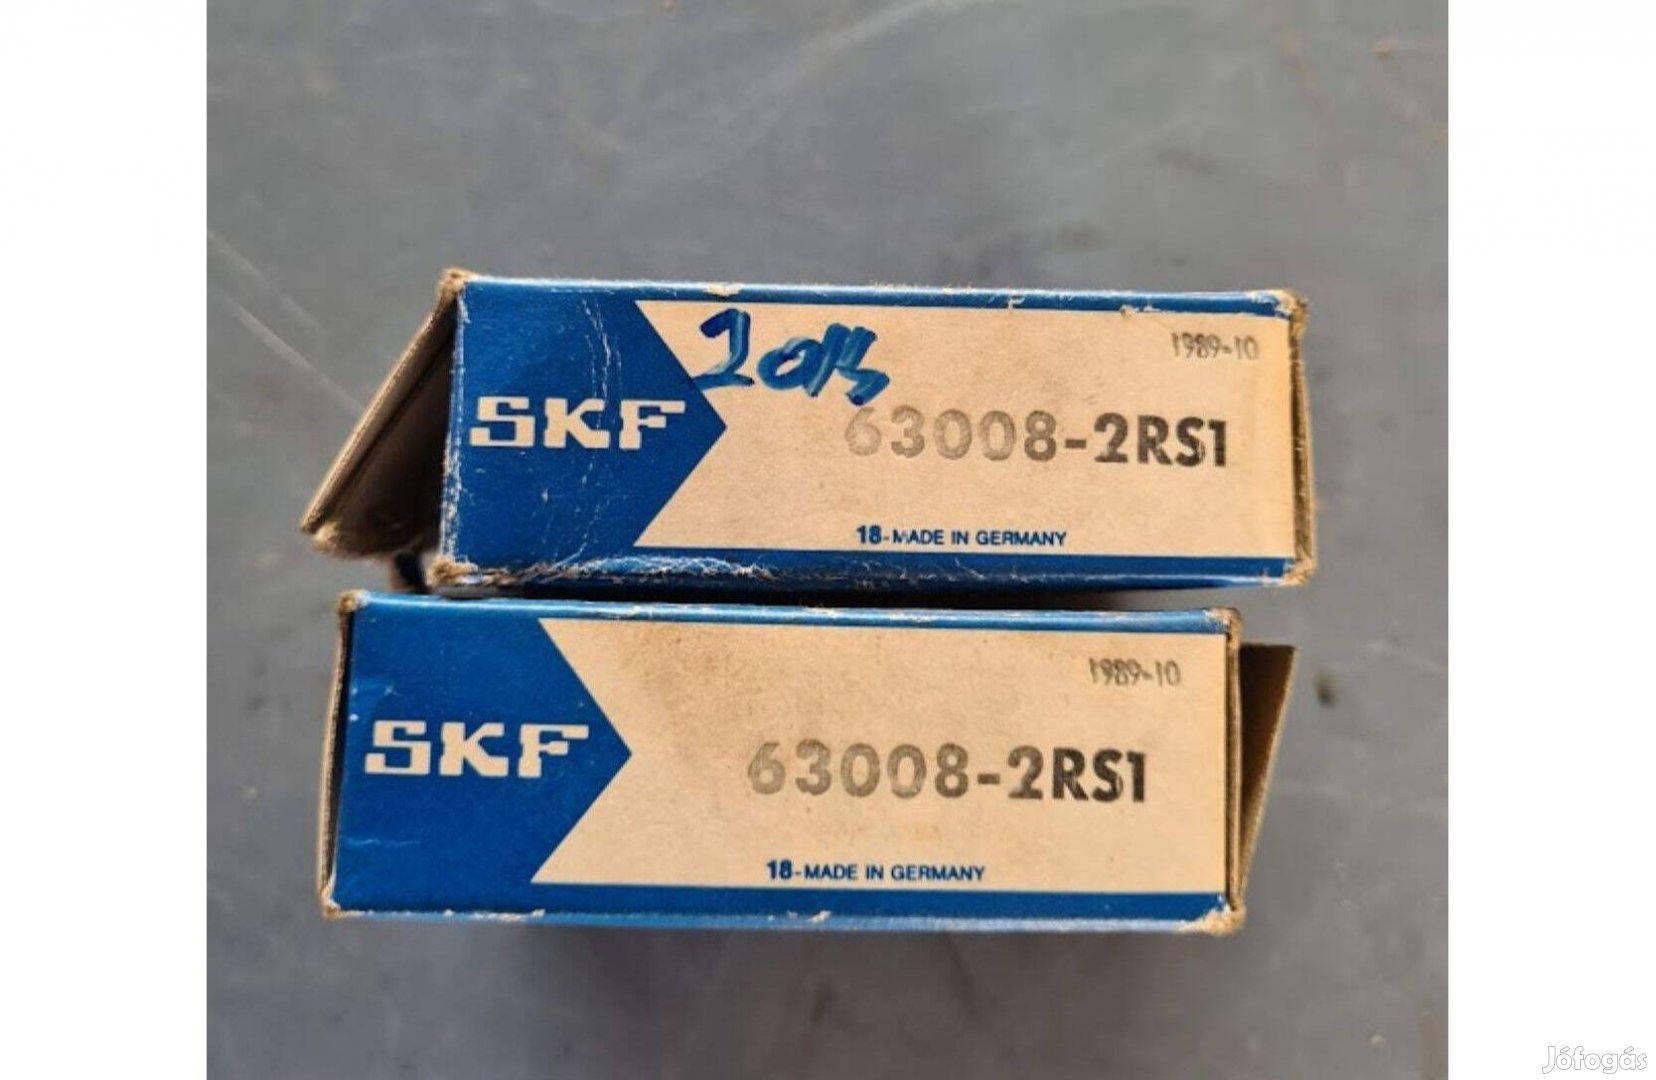 1989-10
SKF
63008-2RS1
18-MADE IN GERMANY
1989-10
SKF
63008-2RS1
18-MADE IN GERMANY
Jófogás